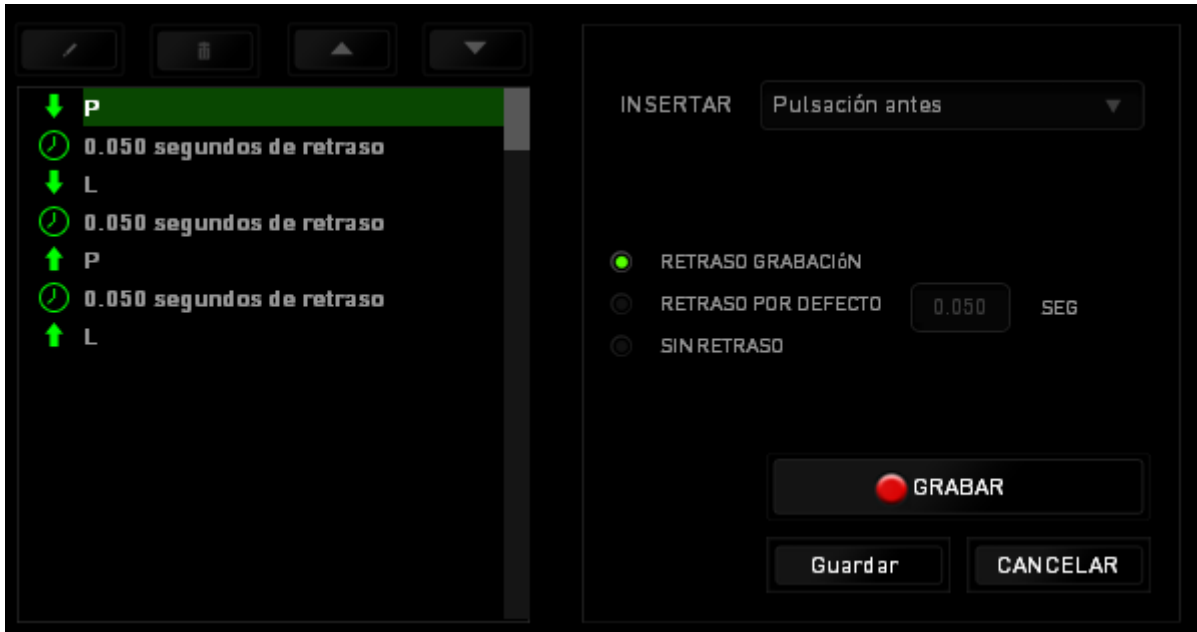 P
0.050 segundos de retraso
L
0.050 segundos de retraso
P
0.050 segundos de retraso
L
INSERTAR Pulsación antes
RETRASO GRABACIóN
RETRASO POR DEFECTO 0.050 SEG
SIN RETRASO
GRABAR
Guardar CANCELAR